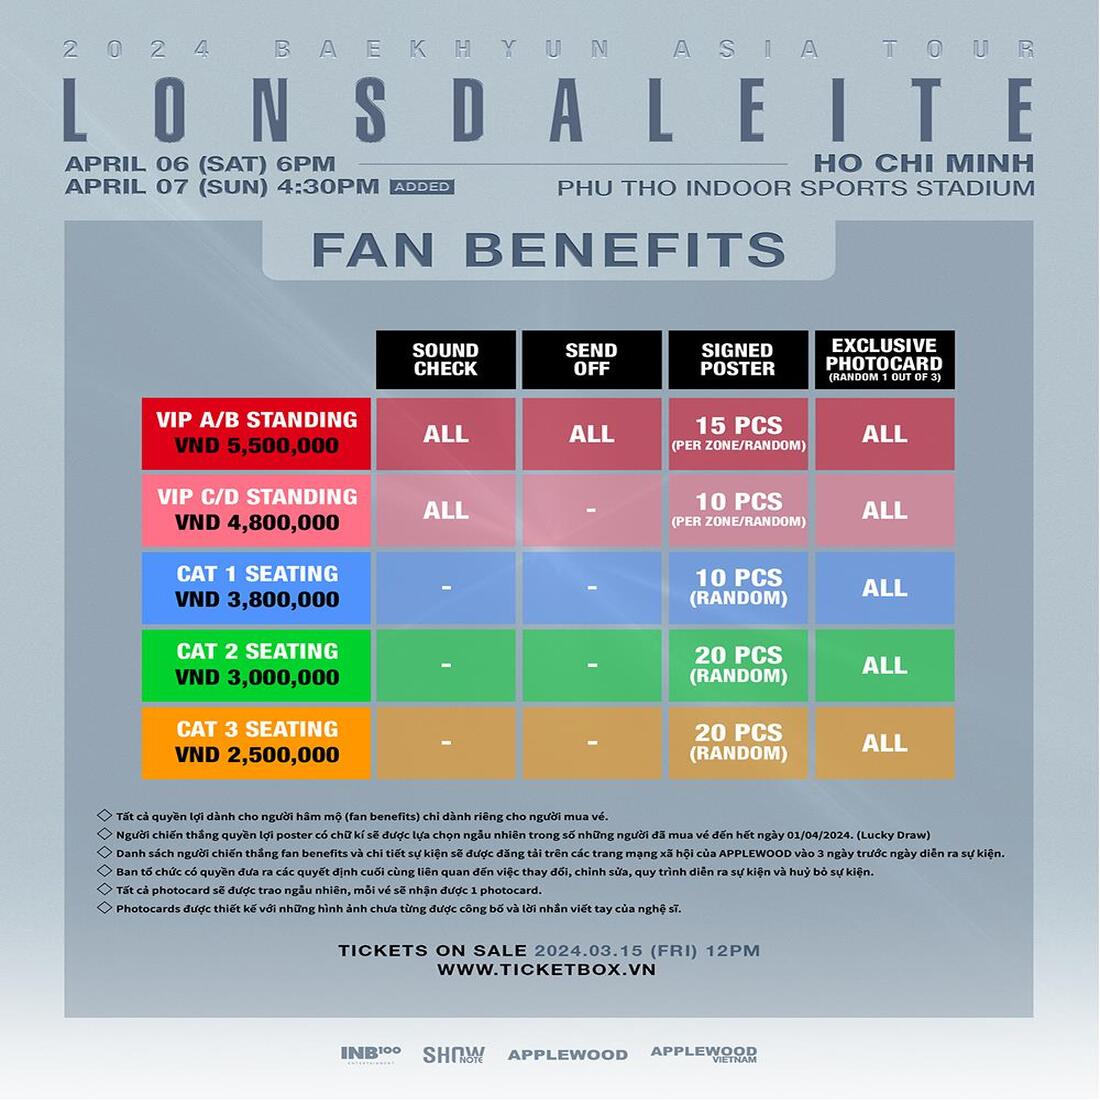 2024 BAEKHYUN ASIA TOUR
LONSDALEITE
APRIL 06 (SAT) 6PM
HO CHI MINH
APRIL 07 (SUN) 4:30PM ADDED
PHU THO INDOOR SPORTS STADIUM
FAN BENEFITS
SOUND
CHECK
SEND
OFF
SIGNED
POSTER
EXCLUSIVE
PHOTOCARD
(RANDOM 1 OUT OF 3)
VIP A/B STANDING
VND 5,500,000
ALL
ALL
15 PCS
(PER ZONE/RANDOM)
ALL
VIP C/D STANDING
VND 4,800,000
ALL
-
10 PCS
(PER ZONE/RANDOM)
ALL
CAT 1 SEATING
VND 3,800,000
-
-
10 PCS
(RANDOM)
ALL
CAT 2 SEATING
VND 3,000,000
-
-
20 PCS
(RANDOM)
ALL
CAT 3 SEATING
VND 2,500,000
-
-
20 PCS
(RANDOM)
ALL
Tất cả quyền lợi dành cho người hâm mộ (fan benefits) chỉ dành riêng cho người mua vé.
Người chiến thắng quyền lợi poster có chữ kí sẽ được lựa chọn ngẫu nhiên trong số những người đã mua vé đến hết ngày 01/04/2024. (Lucky Draw)
Danh sách người chiến thắng fan benefits và chi tiết sự kiện sẽ được đăng tải trên các trang mạng xã hội của APPLEWOOD vào 3 ngày trước ngày diễn ra sự kiện.
Ban tổ chức có quyền đưa ra các quyết định cuối cùng liên quan đến việc thay đổi, chỉnh sửa, quy trình diễn ra sự kiện và huỷ bỏ sự kiện.
Tất cả photocard sẽ được trao ngẫu nhiên, mỗi vé sẽ nhận được 1 photocard.
Photocards được thiết kế với những hình ảnh chưa từng được công bố và lời nhắn viết tay của nghệ sĩ.
TICKETS ON SALE 2024.03.15 (FRI) 12PM
WWW.TICKETBOX.VN
INB100
ENTERTAINMENT
SHOW
NOTE
APPLEWOOD
APPLEWOOD
VIETNAM